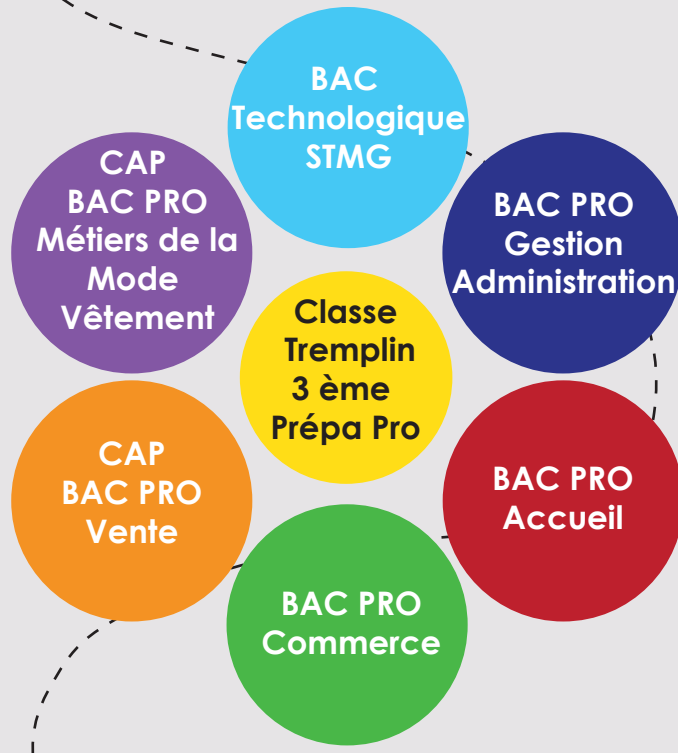 BAC
Technologique
STMG
CAP
BAC PRO
Métiers de la
Mode
Vêtement
BAC PRO
Gestion
Administration
Classe
Tremplin
3 ème
Prépa Pro
CAP
BAC PRO
Vente
BAC PRO
Accueil
BAC PRO
Commerce